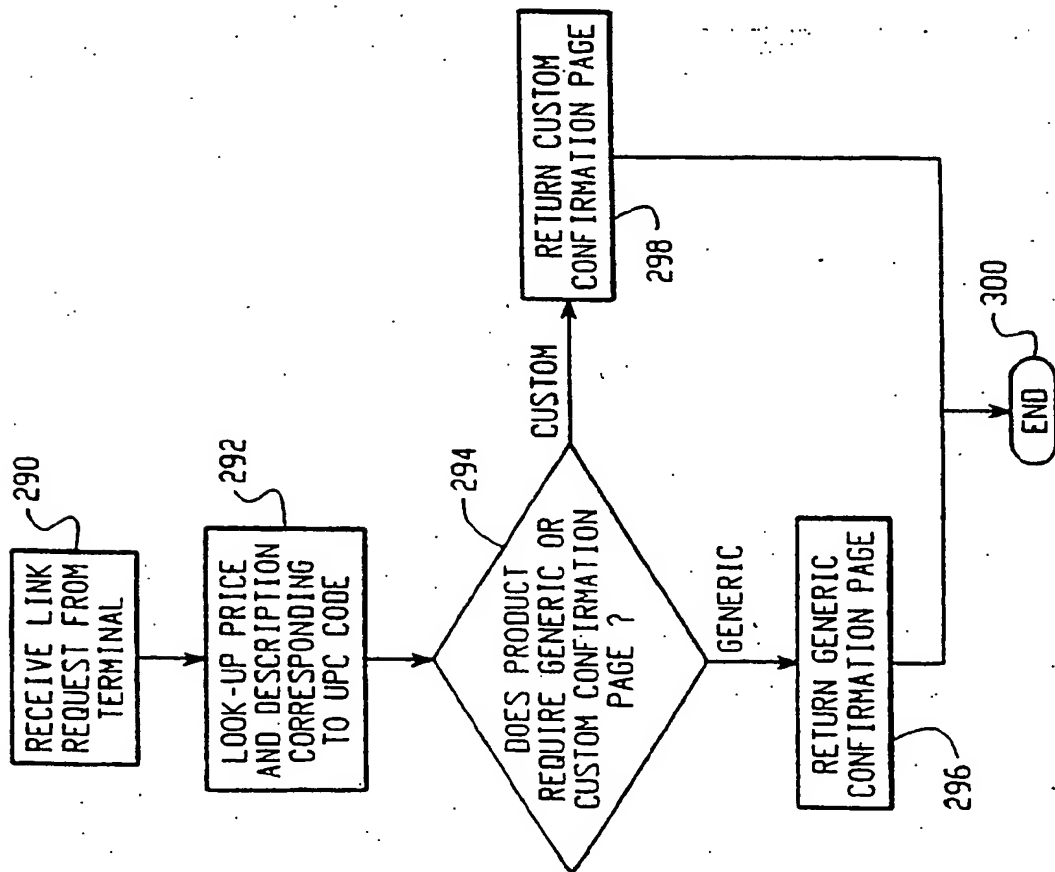 290
RECEIVE LINK
REQUEST FROM
TERMINAL
292
LOOK-UP PRICE
AND DESCRIPTION
CORRESPONDING
TO UPC CODE
294
DOES PRODUCT
REQUIRE GENERIC OR
CUSTOM CONFIRMATION
PAGE ?
CUSTOM
RETURN CUSTOM
CONFIRMATION PAGE
298
GENERIC
RETURN GENERIC
CONFIRMATION PAGE
296
300
END